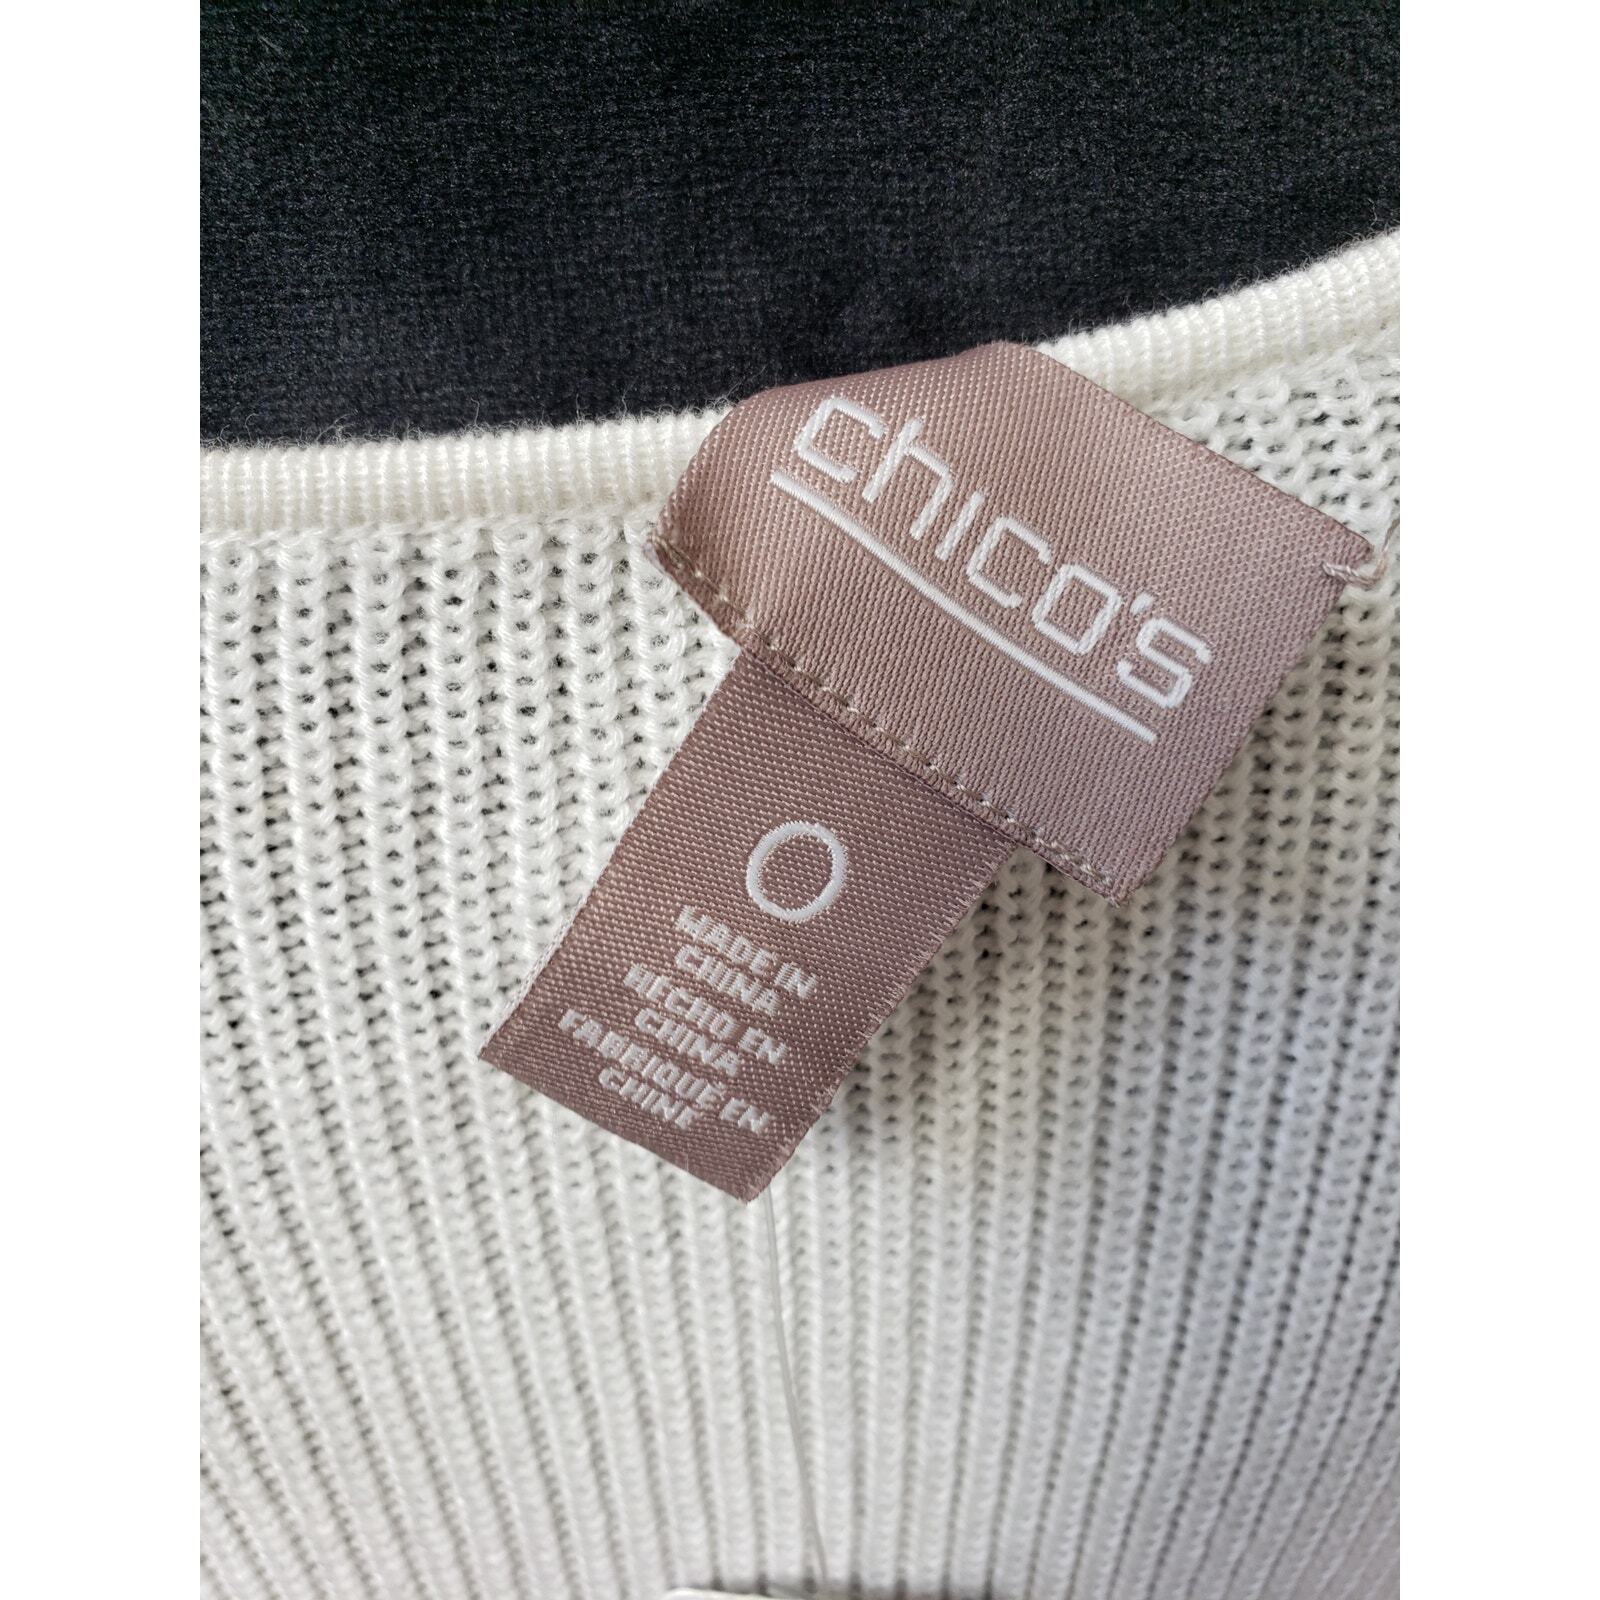 chico's
0
MADE IN
CHINA
HECHO EN
CHINA
FABRIQUÉ EN
CHINE